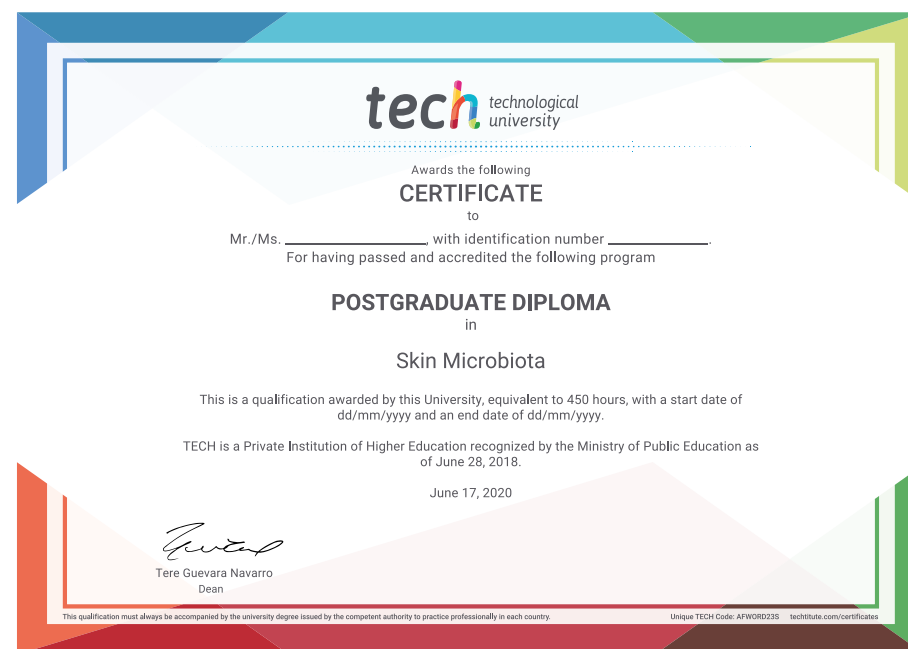 tech technological
university
Awards the following
CERTIFICATE
to
Mr./Ms. ____________________, with identification number ______________.
For having passed and accredited the following program
POSTGRADUATE DIPLOMA
in
Skin Microbiota
This is a qualification awarded by this University, equivalent to 450 hours, with a start date of
dd/mm/yyyy and an end date of dd/mm/yyyy.
TECH is a Private Institution of Higher Education recognized by the Ministry of Public Education as
of June 28, 2018.
June 17, 2020
Tere Guevara Navarro
Dean
This qualification must always be accompanied by the university degree issued by the competent authority to practice professionally in each country.
Unique TECH Code: AFWORD23S techtitute.com/certificates